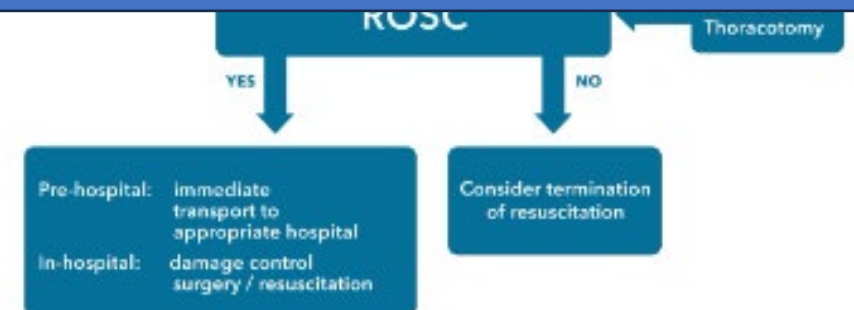 ROSC
Thoracotomy
YES
NO
Pre-hospital: immediate
transport to
appropriate hospital
In-hospital: damage control
surgery / resuscitation
Consider termination
of resuscitation